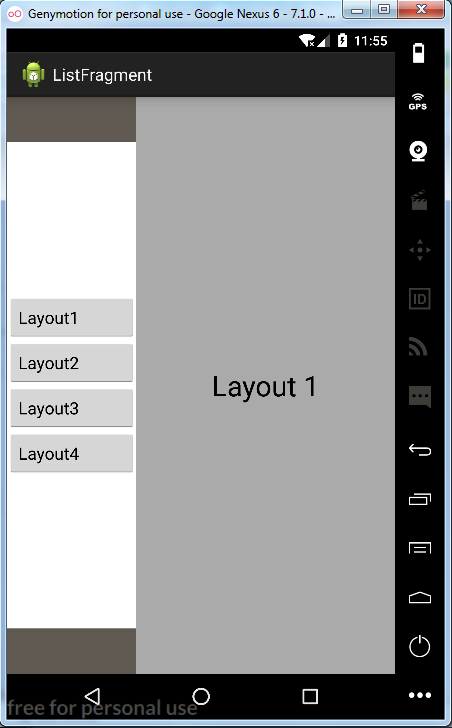 Genymotion for personal use - Google Nexus 6 - 7.1.0 - ...
11:55
ListFragment
GPS
Layout1
Layout2
Layout3
Layout4
Layout 1
ID
free for personal use